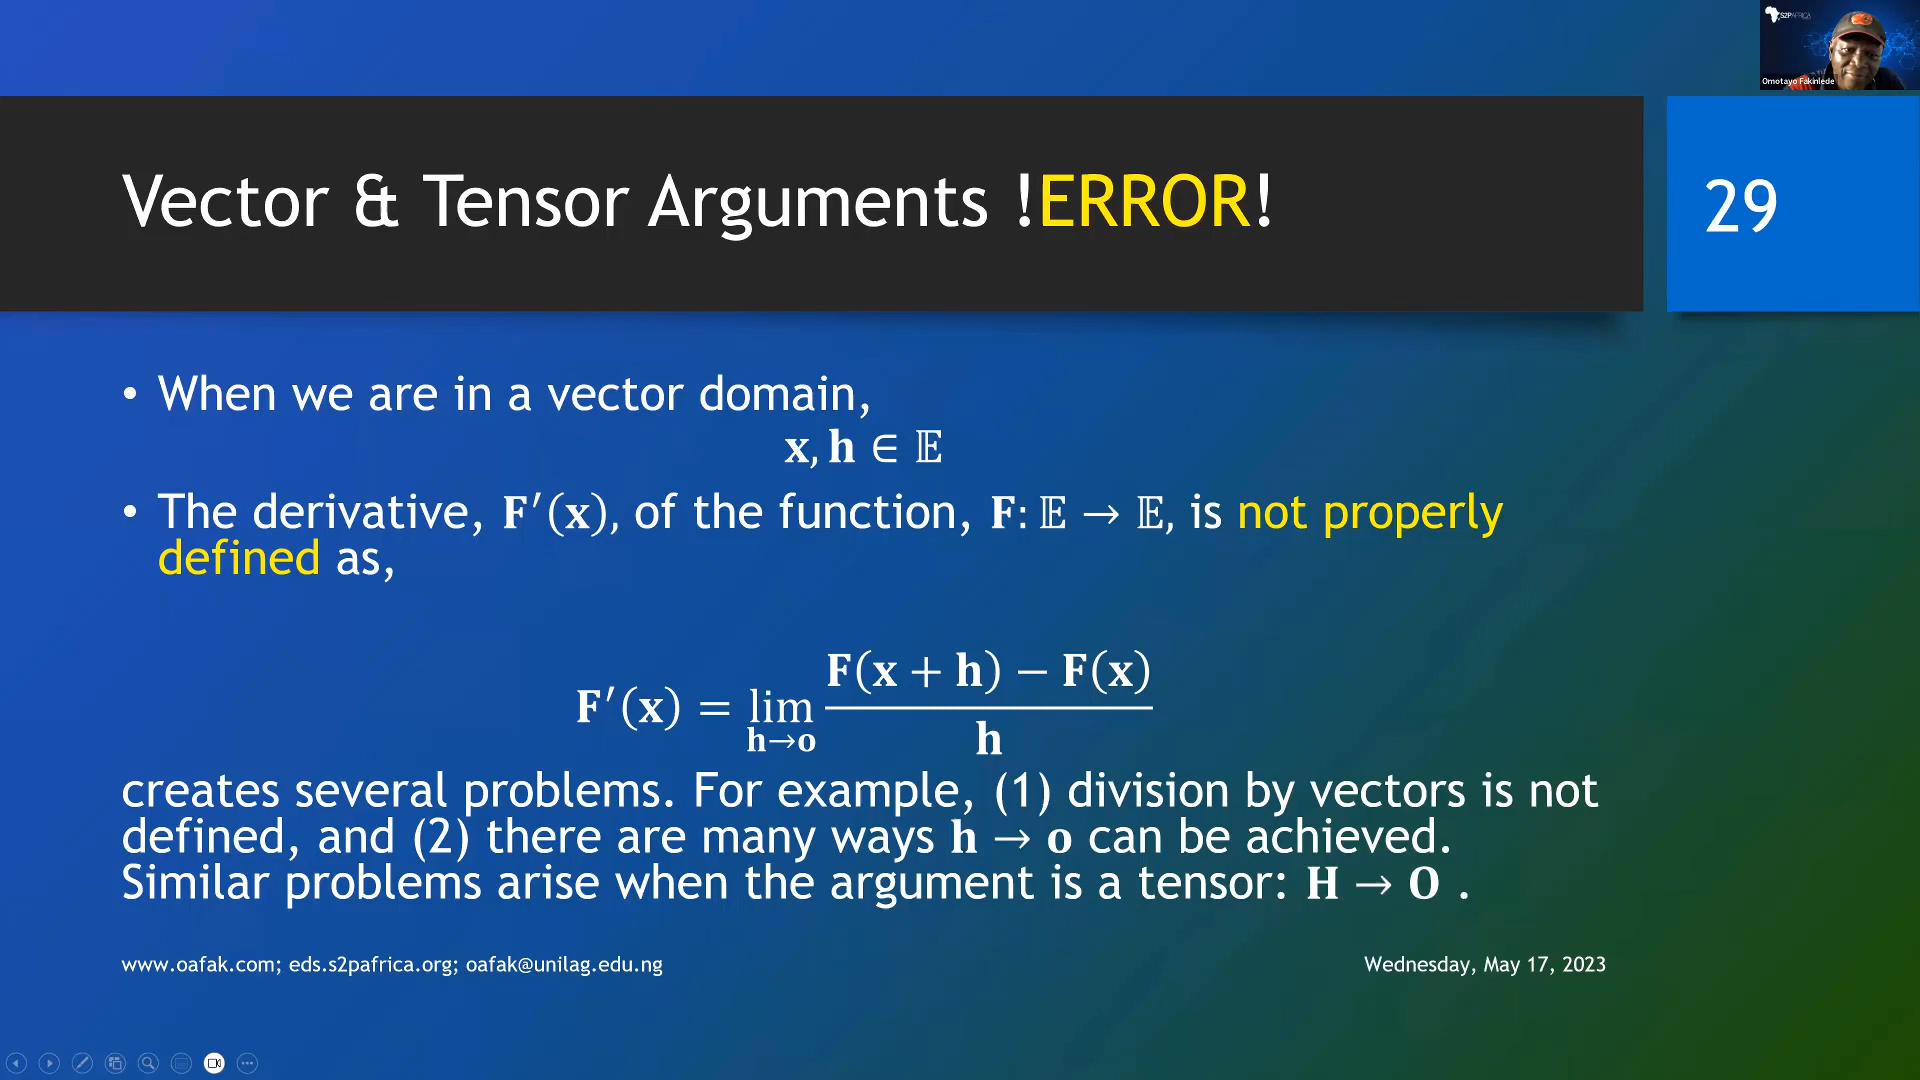 S2PAFRICA
Omotayo Fakinlede
Vector & Tensor Arguments !ERROR!
29
• When we are in a vector domain,
𝐱, 𝐡 ∈ 𝔼
• The derivative, 𝐅′(𝐱), of the function, 𝐅: 𝔼 → 𝔼, is not properly
defined as,
𝐅′(𝐱) = lim 𝐡→𝐨 (𝐅(𝐱 + 𝐡) − 𝐅(𝐱)) / 𝐡
creates several problems. For example, (1) division by vectors is not
defined, and (2) there are many ways 𝐡 → 𝐨 can be achieved.
Similar problems arise when the argument is a tensor: 𝐇 → 𝐎 .
www.oafak.com; eds.s2pafrica.org; oafak@unilag.edu.ng
Wednesday, May 17, 2023